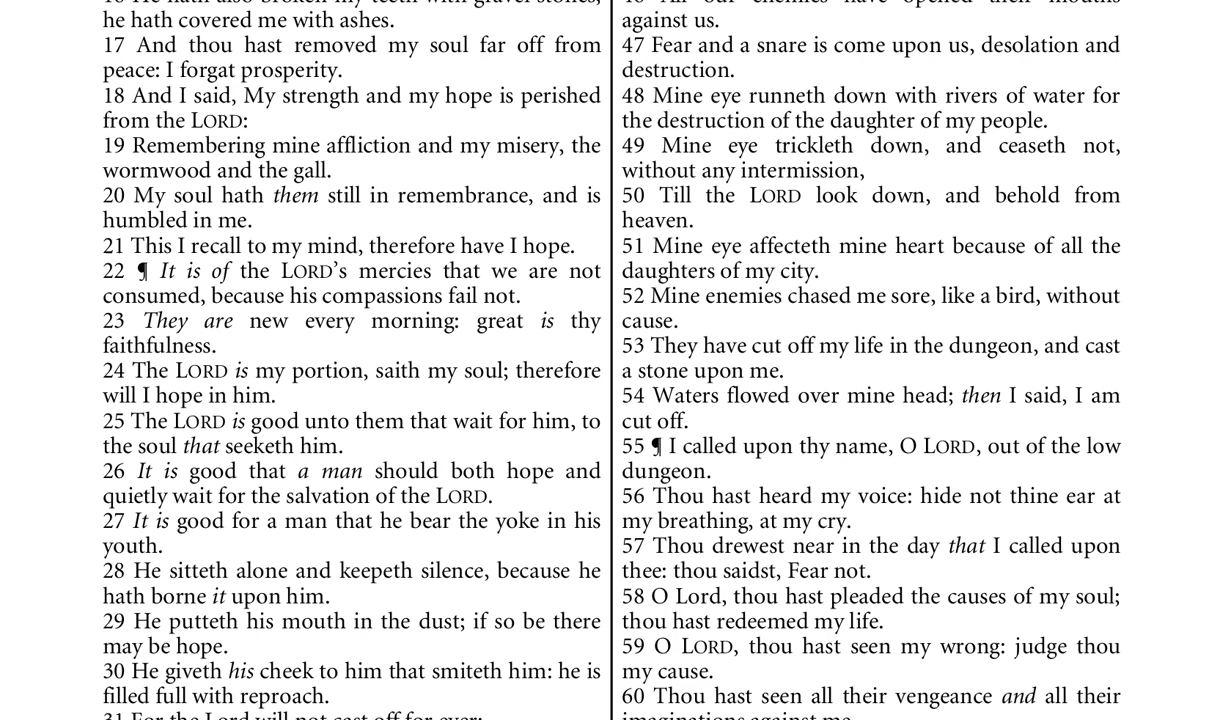 he hath covered me with ashes.
17 And thou hast removed my soul far off from
peace: I forgat prosperity.
18 And I said, My strength and my hope is perished
from the LORD:
19 Remembering mine affliction and my misery, the
wormwood and the gall.
20 My soul hath them still in remembrance, and is
humbled in me.
21 This I recall to my mind, therefore have I hope.
22 ¶ It is of the LORD’s mercies that we are not
consumed, because his compassions fail not.
23 They are new every morning: great is thy
faithfulness.
24 The LORD is my portion, saith my soul; therefore
will I hope in him.
25 The LORD is good unto them that wait for him, to
the soul that seeketh him.
26 It is good that a man should both hope and
quietly wait for the salvation of the LORD.
27 It is good for a man that he bear the yoke in his
youth.
28 He sitteth alone and keepeth silence, because he
hath borne it upon him.
29 He putteth his mouth in the dust; if so be there
may be hope.
30 He giveth his cheek to him that smiteth him: he is
filled full with reproach.
31 For the Lord will not cast off for ever:
against us.
47 Fear and a snare is come upon us, desolation and
destruction.
48 Mine eye runneth down with rivers of water for
the destruction of the daughter of my people.
49 Mine eye trickleth down, and ceaseth not,
without any intermission,
50 Till the LORD look down, and behold from
heaven.
51 Mine eye affecteth mine heart because of all the
daughters of my city.
52 Mine enemies chased me sore, like a bird, without
cause.
53 They have cut off my life in the dungeon, and cast
a stone upon me.
54 Waters flowed over mine head; then I said, I am
cut off.
55 ¶ I called upon thy name, O LORD, out of the low
dungeon.
56 Thou hast heard my voice: hide not thine ear at
my breathing, at my cry.
57 Thou drewest near in the day that I called upon
thee: thou saidst, Fear not.
58 O Lord, thou hast pleaded the causes of my soul;
thou hast redeemed my life.
59 O LORD, thou hast seen my wrong: judge thou
my cause.
60 Thou hast seen all their vengeance and all their
imaginations against me.